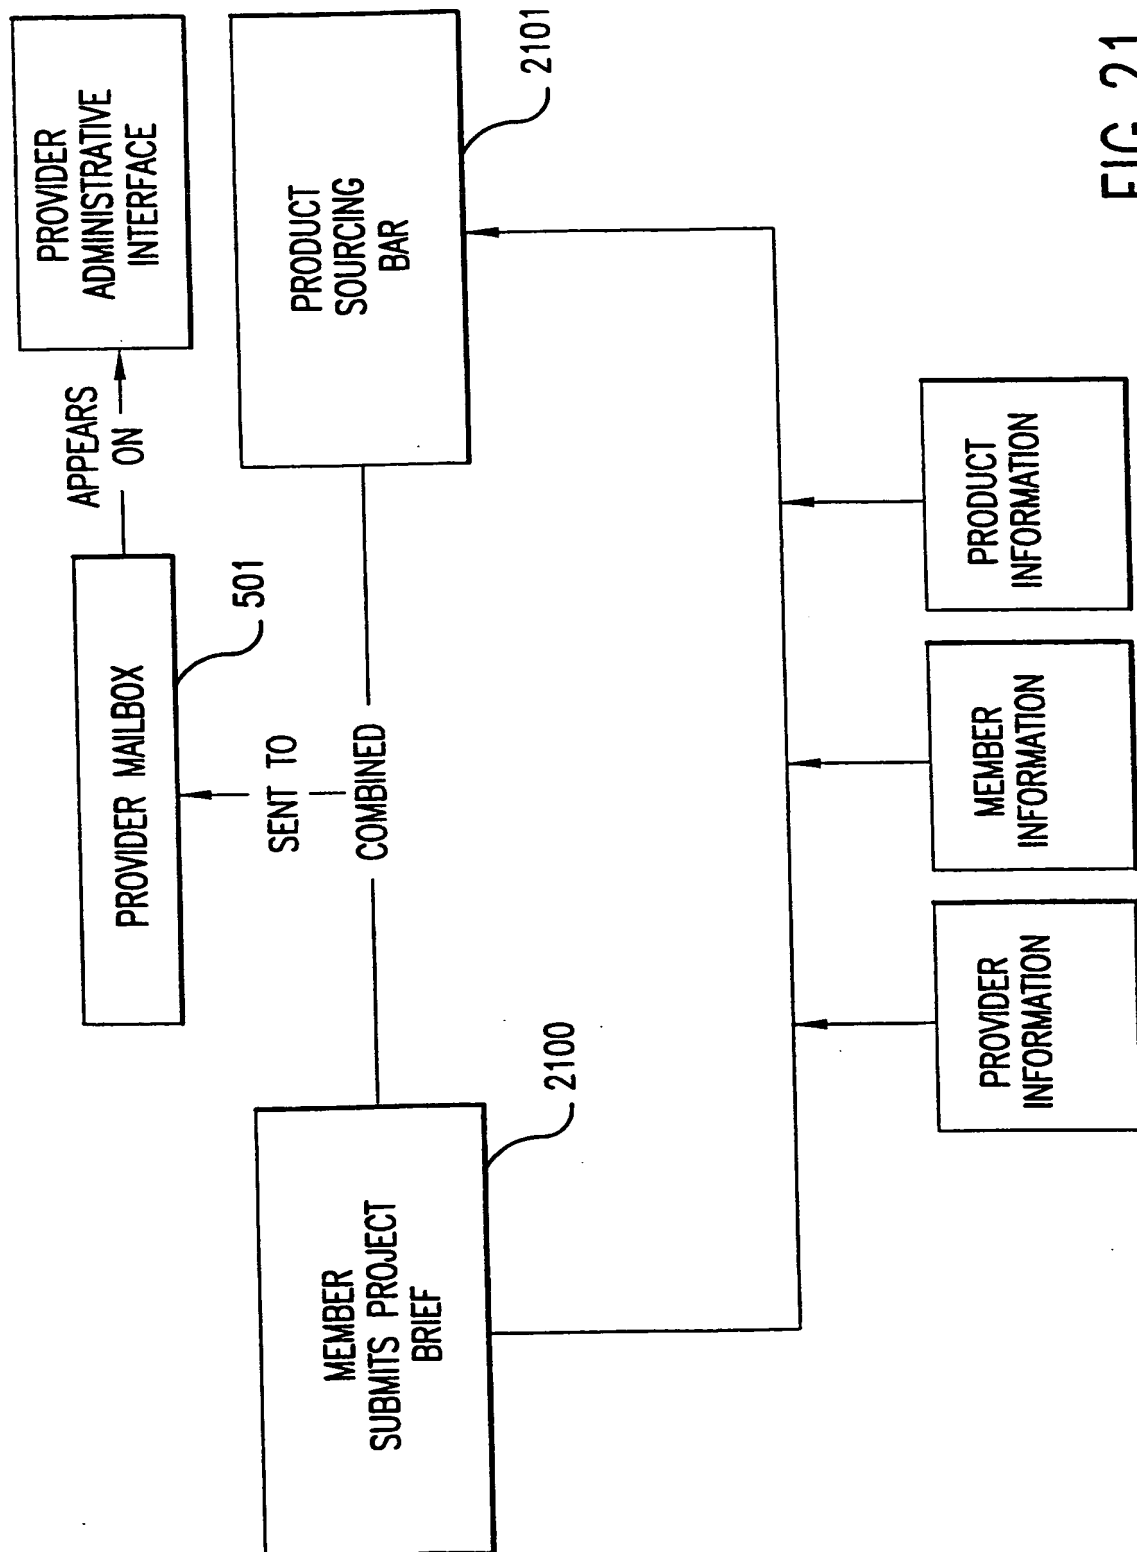 PROVIDER
ADMINISTRATIVE
INTERFACE
APPEARS
ON
PROVIDER MAILBOX
501
SENT TO
COMBINED
MEMBER
SUBMITS PROJECT
BRIEF
2100
PRODUCT
SOURCING
BAR
2101
PROVIDER
INFORMATION
MEMBER
INFORMATION
PRODUCT
INFORMATION
FIG. 21